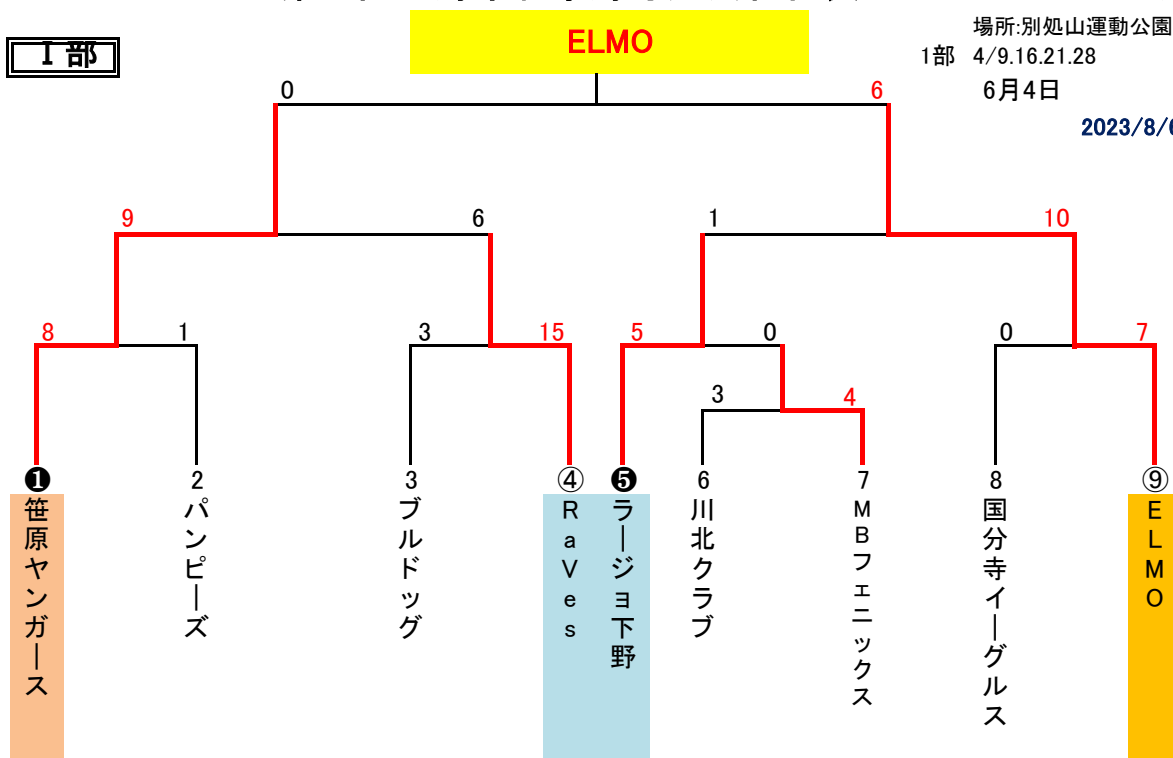 Ⅰ部
ELMO
場所:別処山運動公園
1部 4/9.16.21.28
6月4日
2023/8/6
0
6
9
6
1
10
8
1
3
15
5
0
0
7
3
4
❶
2
3
④
❺
6
7
8
⑨
笹原ヤンガース
パンピーズ
ブルドッグ
RaVes
ラージョ下野
川北クラブ
MBフェニックス
国分寺イーグルス
ELMO